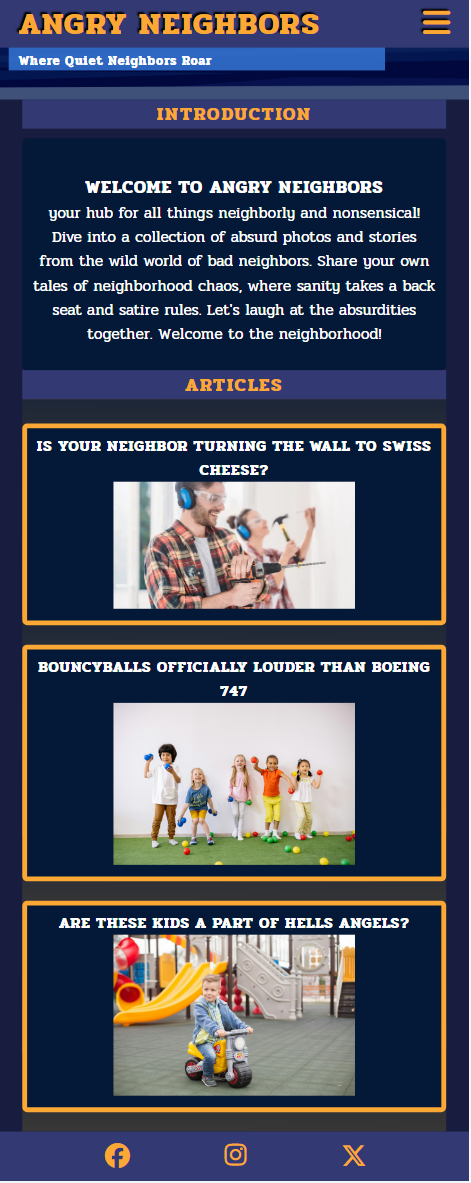 ANGRY NEIGHBORS
Where Quiet Neighbors Roar
INTRODUCTION
WELCOME TO ANGRY NEIGHBORS
your hub for all things neighborly and nonsensical!
Dive into a collection of absurd photos and stories
from the wild world of bad neighbors. Share your own
tales of neighborhood chaos, where sanity takes a back
seat and satire rules. Let's laugh at the absurdities
together. Welcome to the neighborhood!
ARTICLES
IS YOUR NEIGHBOR TURNING THE WALL TO SWISS
CHEESE?
BOUNCYBALLS OFFICIALLY LOUDER THAN BOEING
747
ARE THESE KIDS A PART OF HELLS ANGELS?